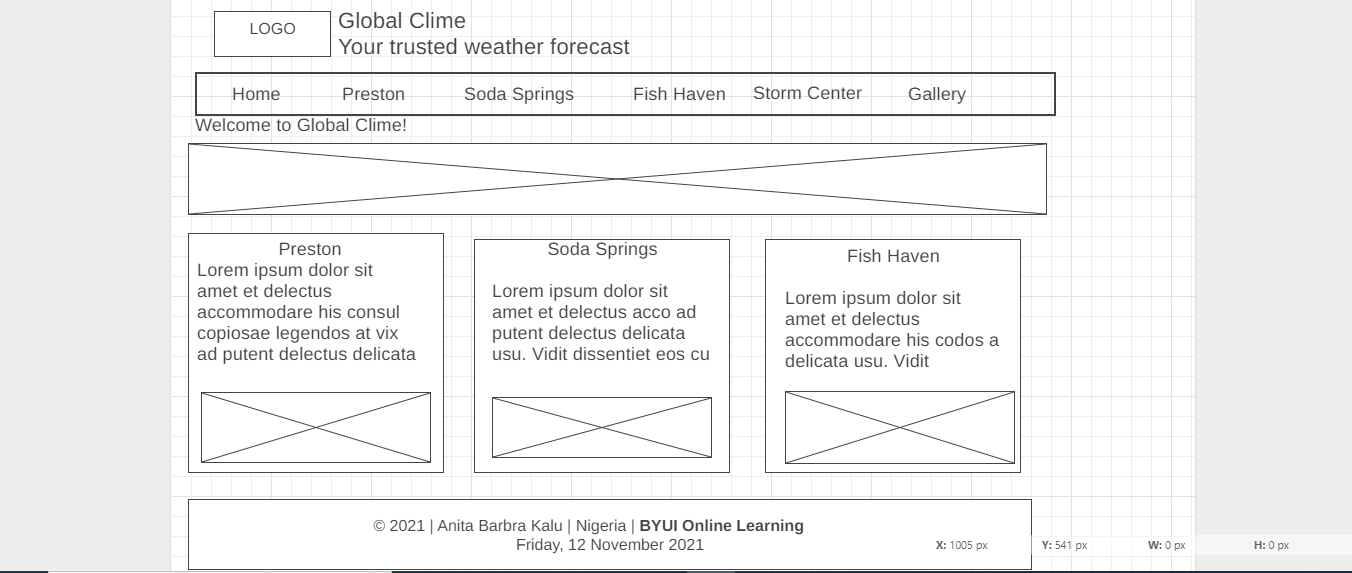 LOGO
Global Clime
Your trusted weather forecast
Home Preston Soda Springs Fish Haven Storm Center Gallery
Welcome to Global Clime!
Preston
Lorem ipsum dolor sit
amet et delectus
accommodare his consul
copiosae legendos at vix
ad putent delectus delicata
Soda Springs
Lorem ipsum dolor sit
amet et delectus acco ad
putent delectus delicata
usu. Vidit dissentiet eos cu
Fish Haven
Lorem ipsum dolor sit
amet et delectus
accommodare his codos a
delicata usu. Vidit
© 2021 | Anita Barbra Kalu | Nigeria | BYUI Online Learning
Friday, 12 November 2021
X: 1005 px Y: 541 px W: 0 px H: 0 px